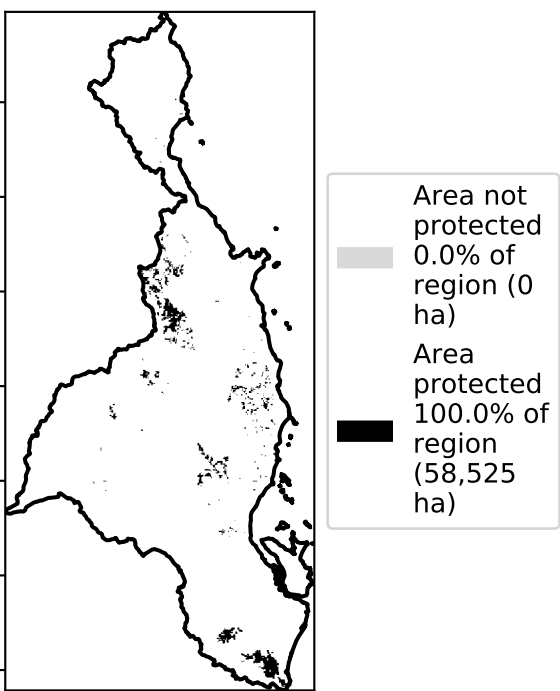 Area not
protected
0.0% of
region (0
ha)
Area
protected
100.0% of
region
(58,525
ha)